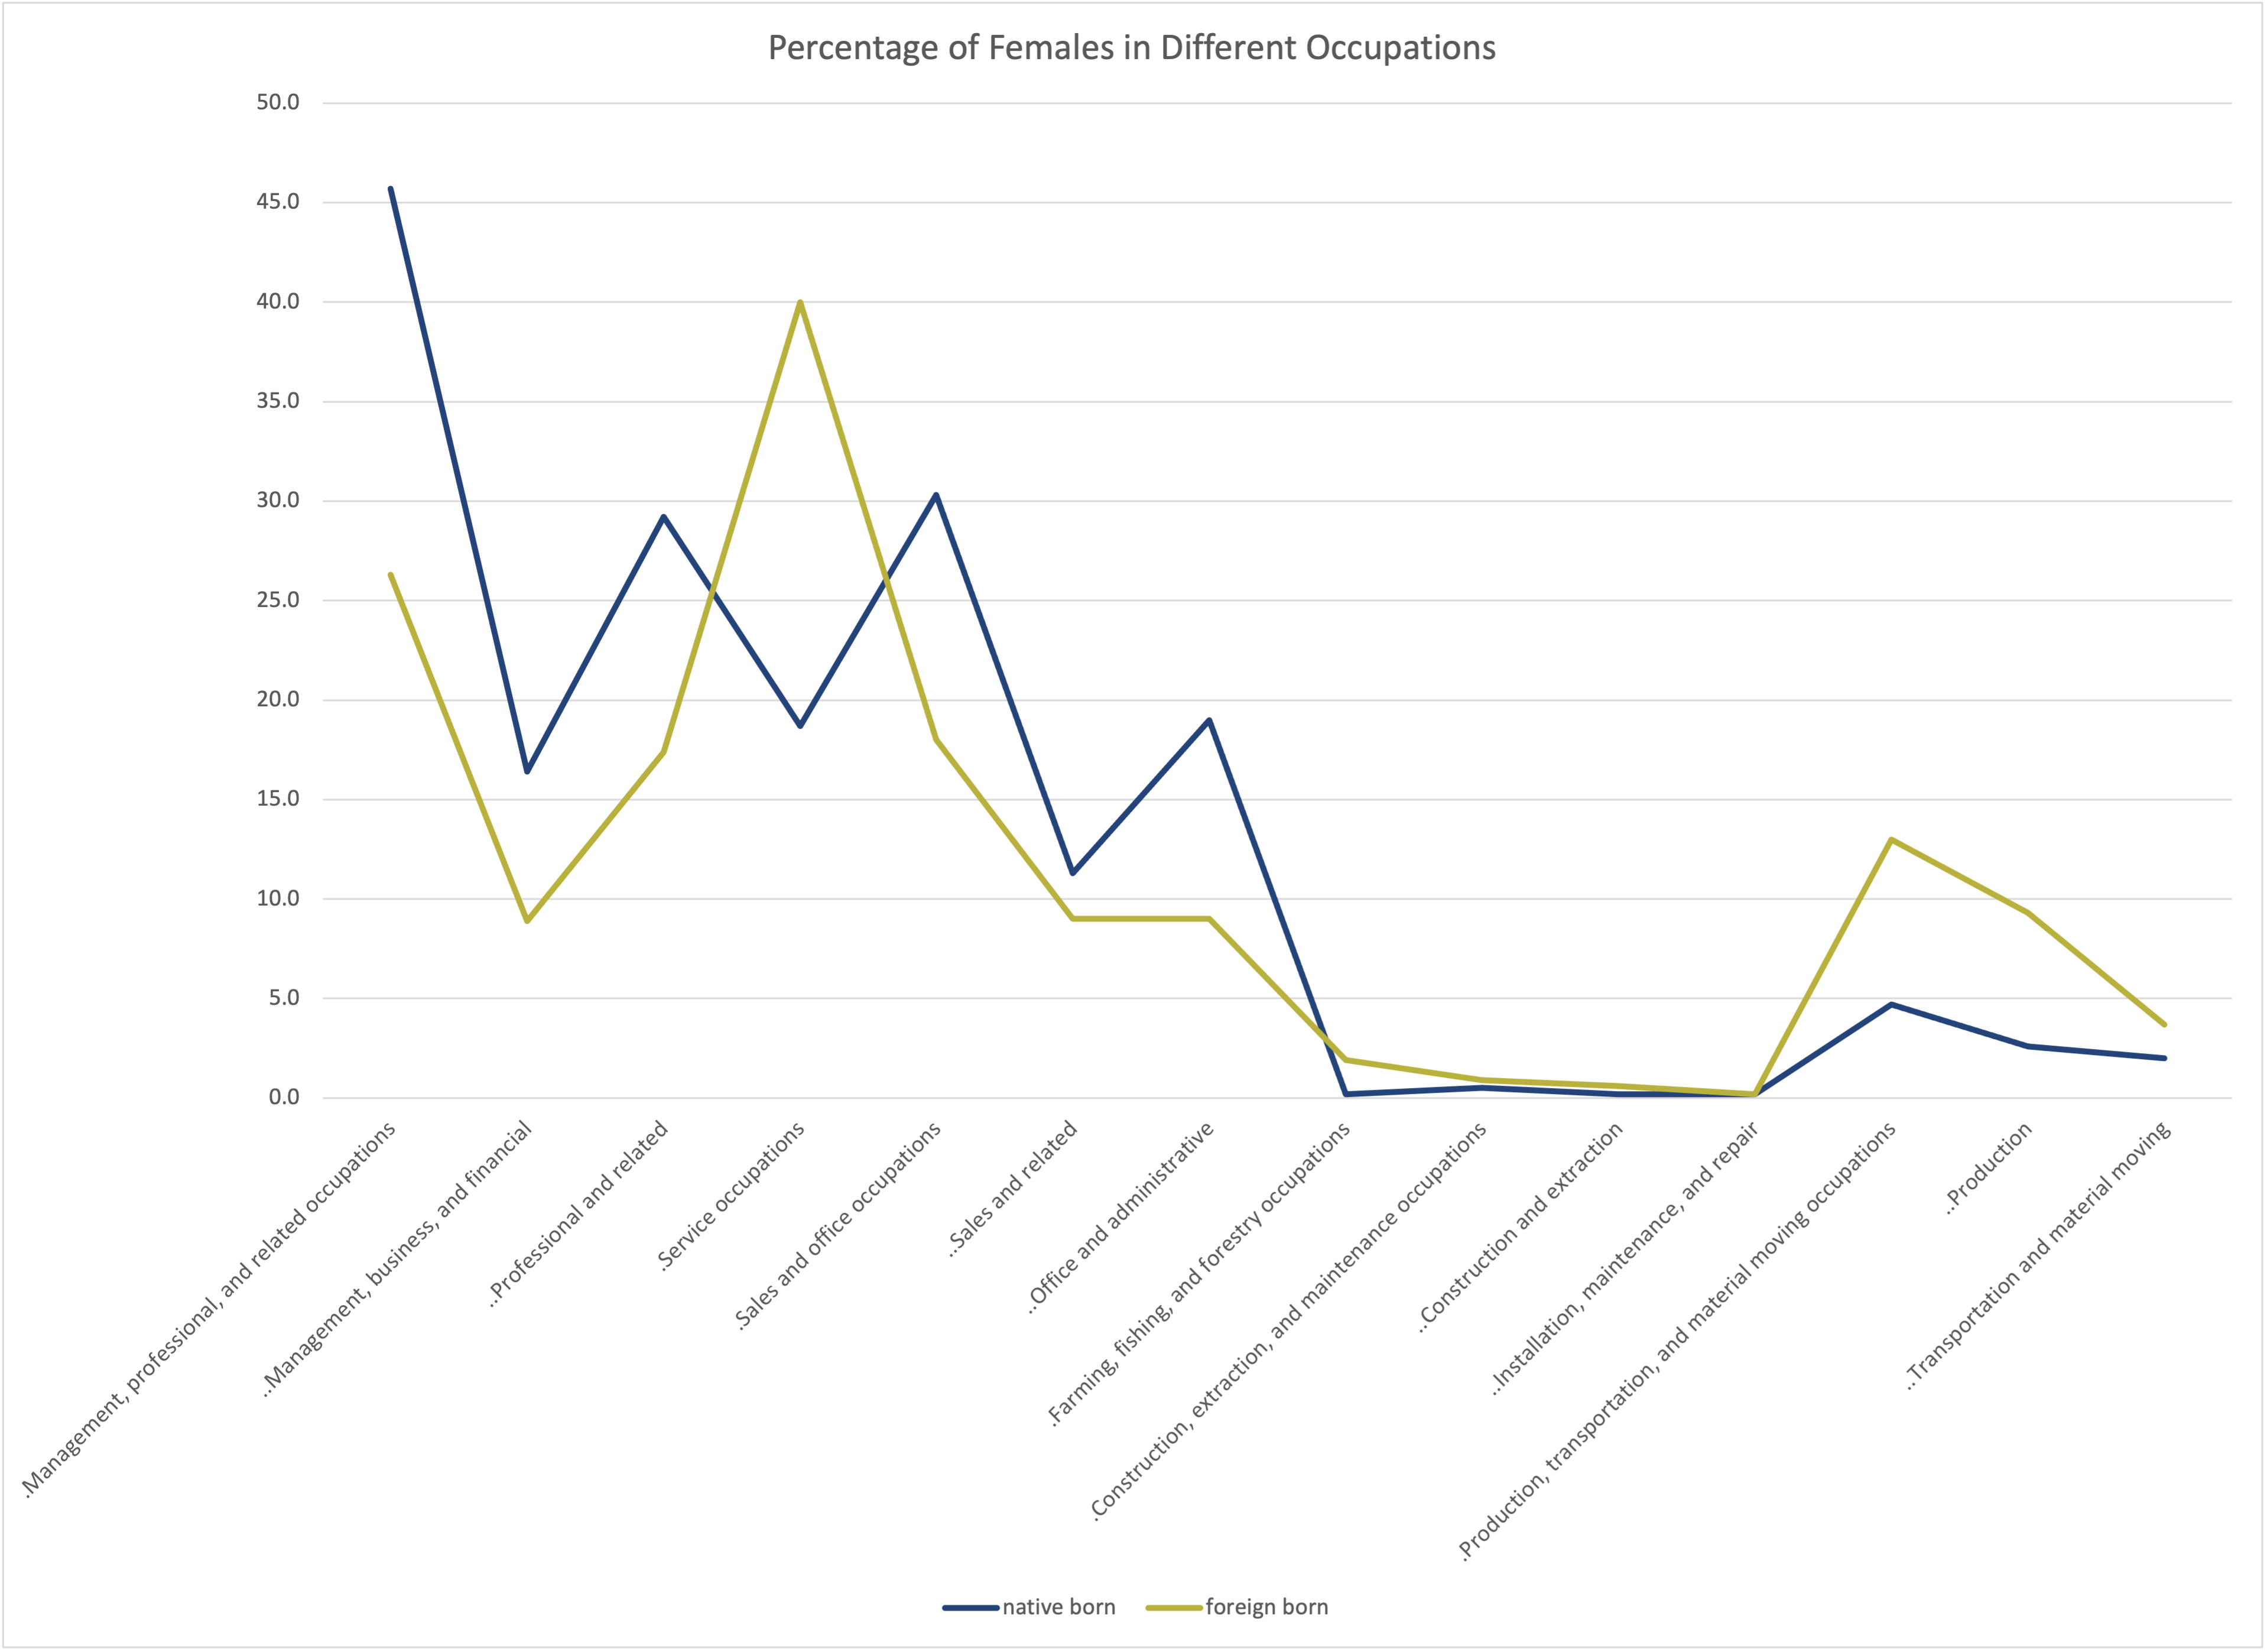 Percentage of Females in Different Occupations
50.0
45.0
40.0
35.0
30.0
25.0
20.0
15.0
10.0
5.0
0.0
.Management, professional, and related occupations
..Management, business, and financial
..Professional and related
.Service occupations
.Sales and office occupations
..Sales and related
..Office and administrative
.Farming, fishing, and forestry occupations
.Construction, extraction, and maintenance occupations
..Construction and extraction
..Installation, maintenance, and repair
.Production, transportation, and material moving occupations
..Production
..Transportation and material moving
native born
foreign born